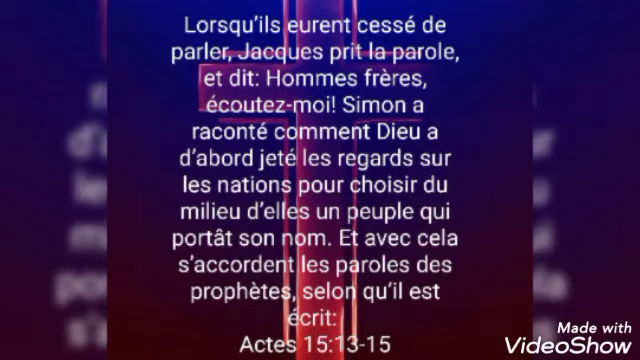 Lorsqu'ils eurent cessé de
parler, Jacques prit la parole,
et dit: Hommes frères,
écoutez-moi! Simon a
raconté comment Dieu a
d'abord jeté les regards sur
les nations pour choisir du
milieu d'elles un peuple qui
portât son nom. Et avec cela
s'accordent les paroles des
prophètes, selon qu'il est
écrit:
Actes 15:13-15
Made with
VideoShow